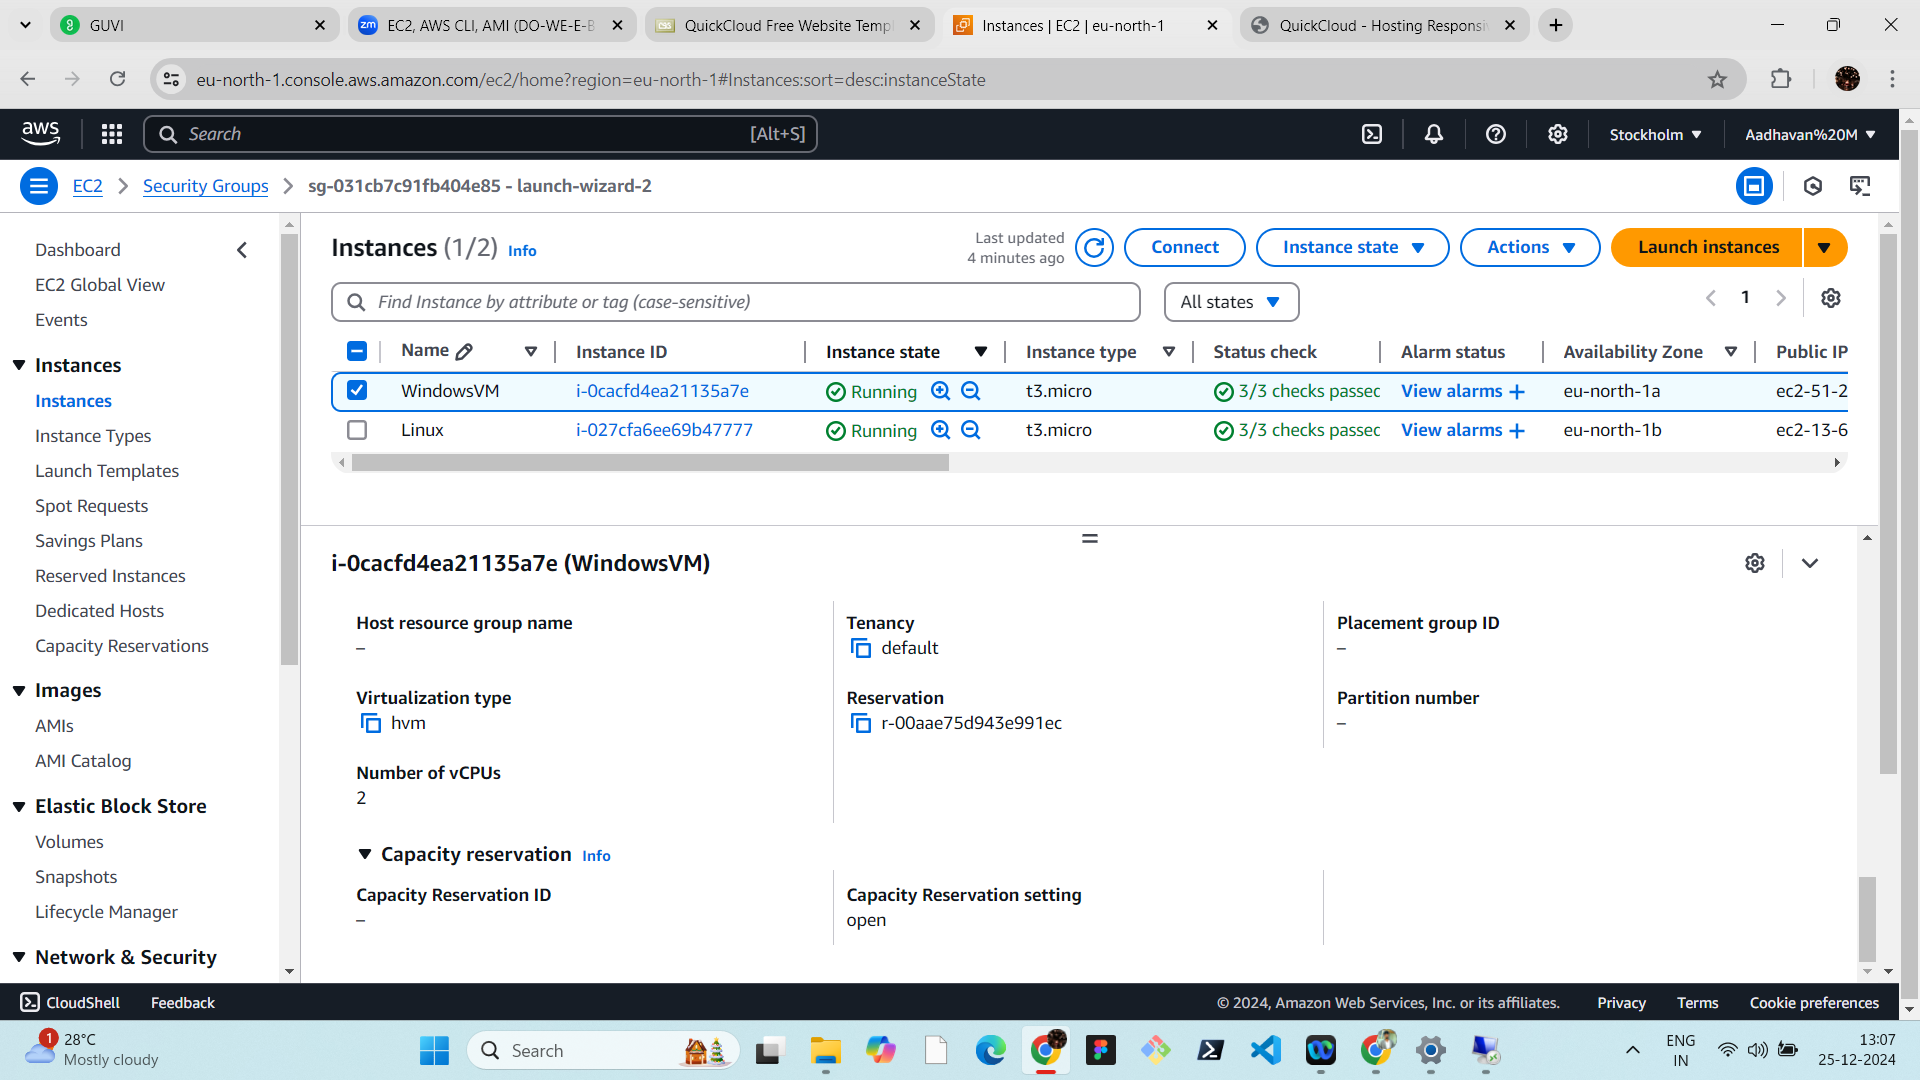 GUVI
EC2, AWS CLI, AMI (DO-WE-E-B
QuickCloud Free Website Templ
Instances | EC2 | eu-north-1
QuickCloud - Hosting Responsiv
eu-north-1.console.aws.amazon.com/ec2/home?region=eu-north-1#Instances:sort=desc:instanceState
aws
Search
[Alt+S]
Stockholm
Aadhavan%20M
EC2
Security Groups
sg-031cb7c91fb404e85 - launch-wizard-2
Dashboard
EC2 Global View
Events
Instances
Instances
Instance Types
Launch Templates
Spot Requests
Savings Plans
Reserved Instances
Dedicated Hosts
Capacity Reservations
Images
AMIs
AMI Catalog
Elastic Block Store
Volumes
Snapshots
Lifecycle Manager
Network & Security
Instances (1/2) Info
Last updated
4 minutes ago
Connect
Instance state
Actions
Launch instances
Find Instance by attribute or tag (case-sensitive)
All states
1
Name Instance ID Instance state Instance type Status check Alarm status Availability Zone Public IP
WindowsVM i-0cacfd4ea21135a7e Running t3.micro 3/3 checks passed View alarms + eu-north-1a ec2-51-2
Linux i-027cfa6ee69b47777 Running t3.micro 3/3 checks passed View alarms + eu-north-1b ec2-13-6
i-0cacfd4ea21135a7e (WindowsVM)
Host resource group name
–
Tenancy
default
Placement group ID
–
Virtualization type
hvm
Reservation
r-00aae75d943e991ec
Partition number
–
Number of vCPUs
2
Capacity reservation Info
Capacity Reservation ID
–
Capacity Reservation setting
open
CloudShell
Feedback
© 2024, Amazon Web Services, Inc. or its affiliates.
Privacy
Terms
Cookie preferences
1
28°C
Mostly cloudy
Search
ENG
IN
13:07
25-12-2024